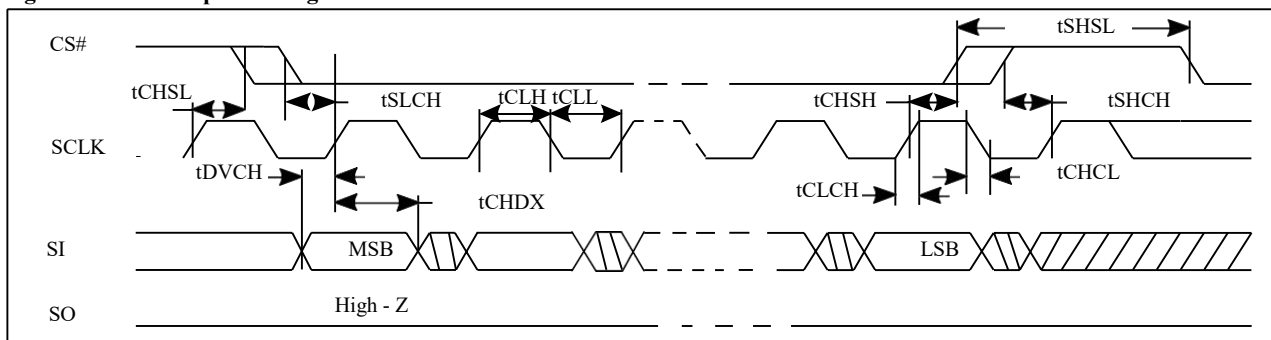 CS#
tSHSL
tCHSL
tSLCH
tCLH
tCLL
tCHSH
tSHCH
SCLK
tDVCH
tCHDX
tCLCH
tCHCL
SI
MSB
LSB
SO
High - Z